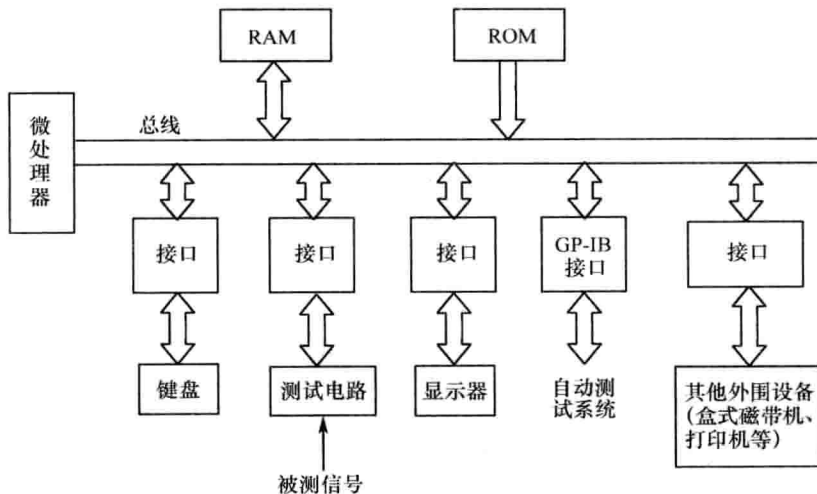 RAM
ROM
微
处
理
器
总线
接口
接口
接口
GP-IB
接口
接口
键盘
测试电路
显示器
自动测
试系统
其他外围设备
(盒式磁带机、
打印机等)
被测信号